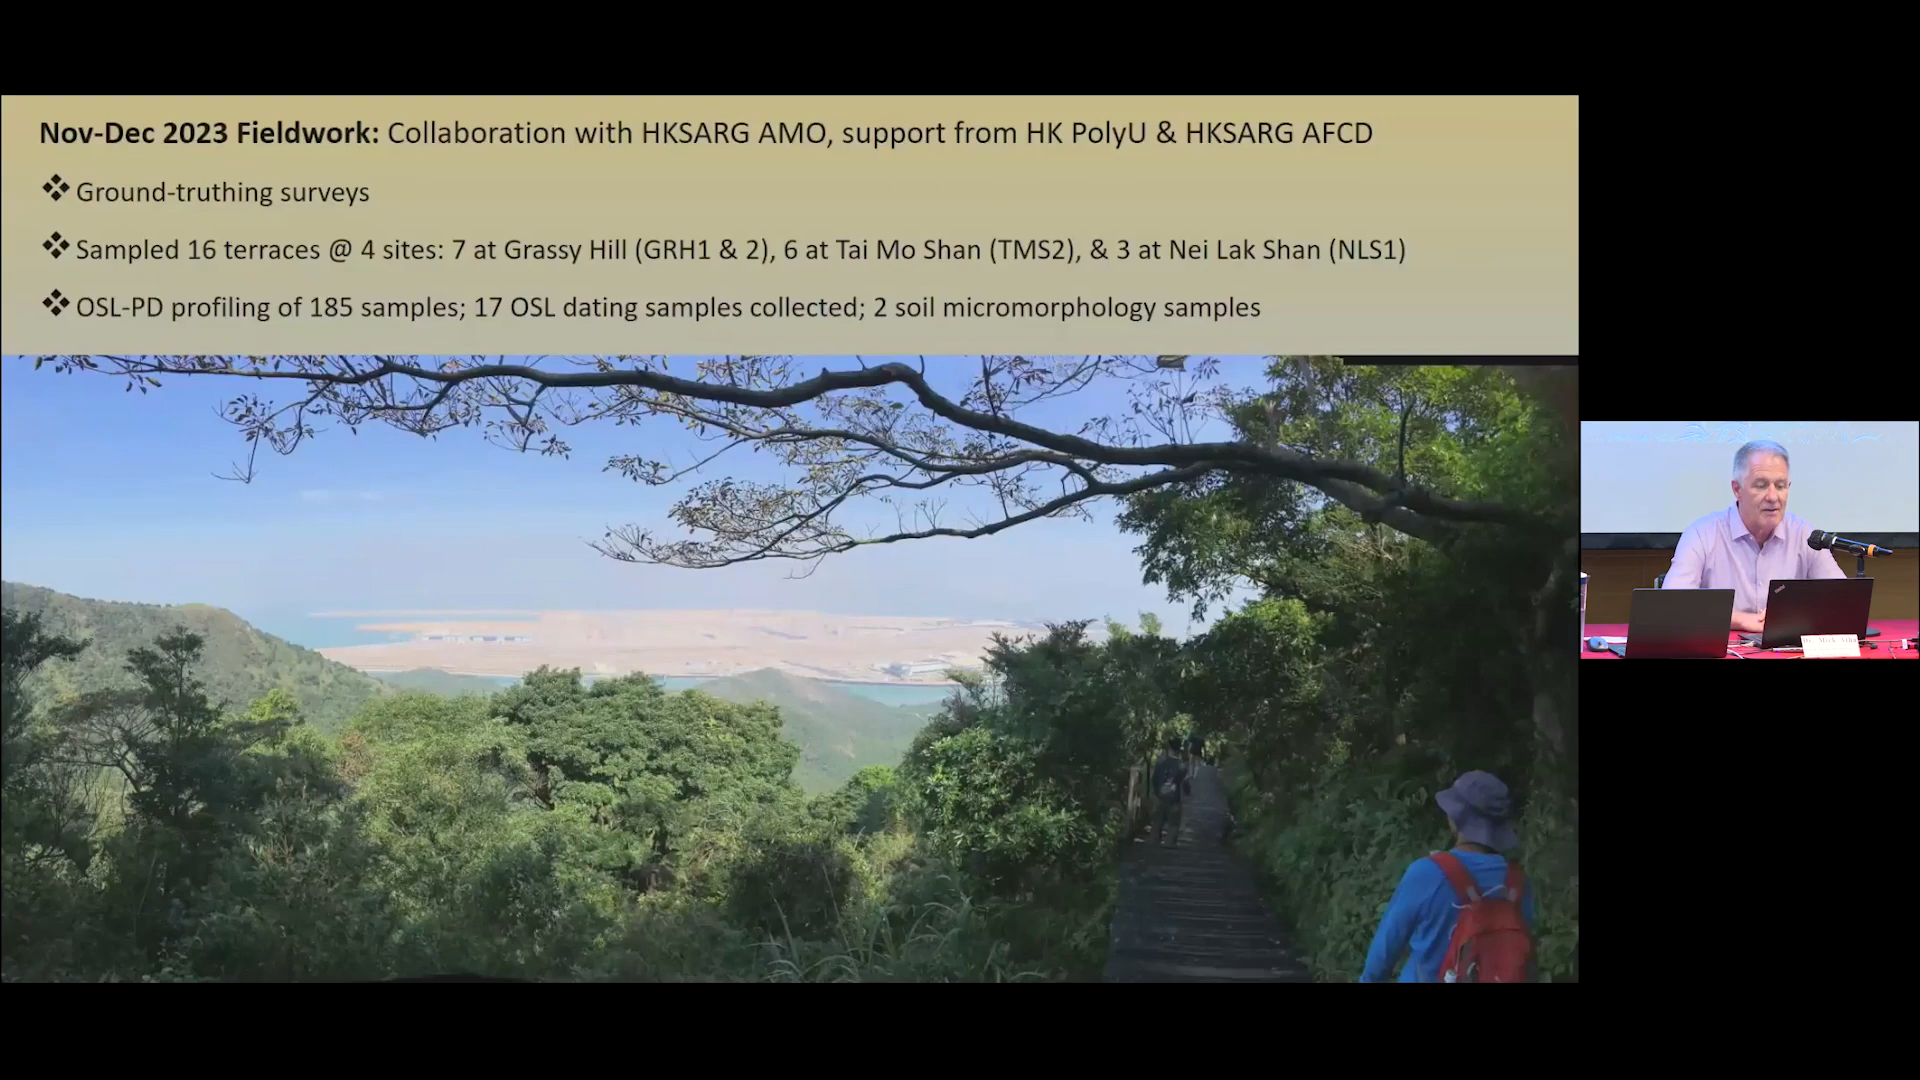 Nov-Dec 2023 Fieldwork: Collaboration with HKSARG AMO, support from HK PolyU & HKSARG AFCD
❖Ground-truthing surveys
❖Sampled 16 terraces @ 4 sites: 7 at Grassy Hill (GRH1 & 2), 6 at Tai Mo Shan (TMS2), & 3 at Nei Lak Shan (NLS1)
❖OSL-PD profiling of 185 samples; 17 OSL dating samples collected; 2 soil micromorphology samples